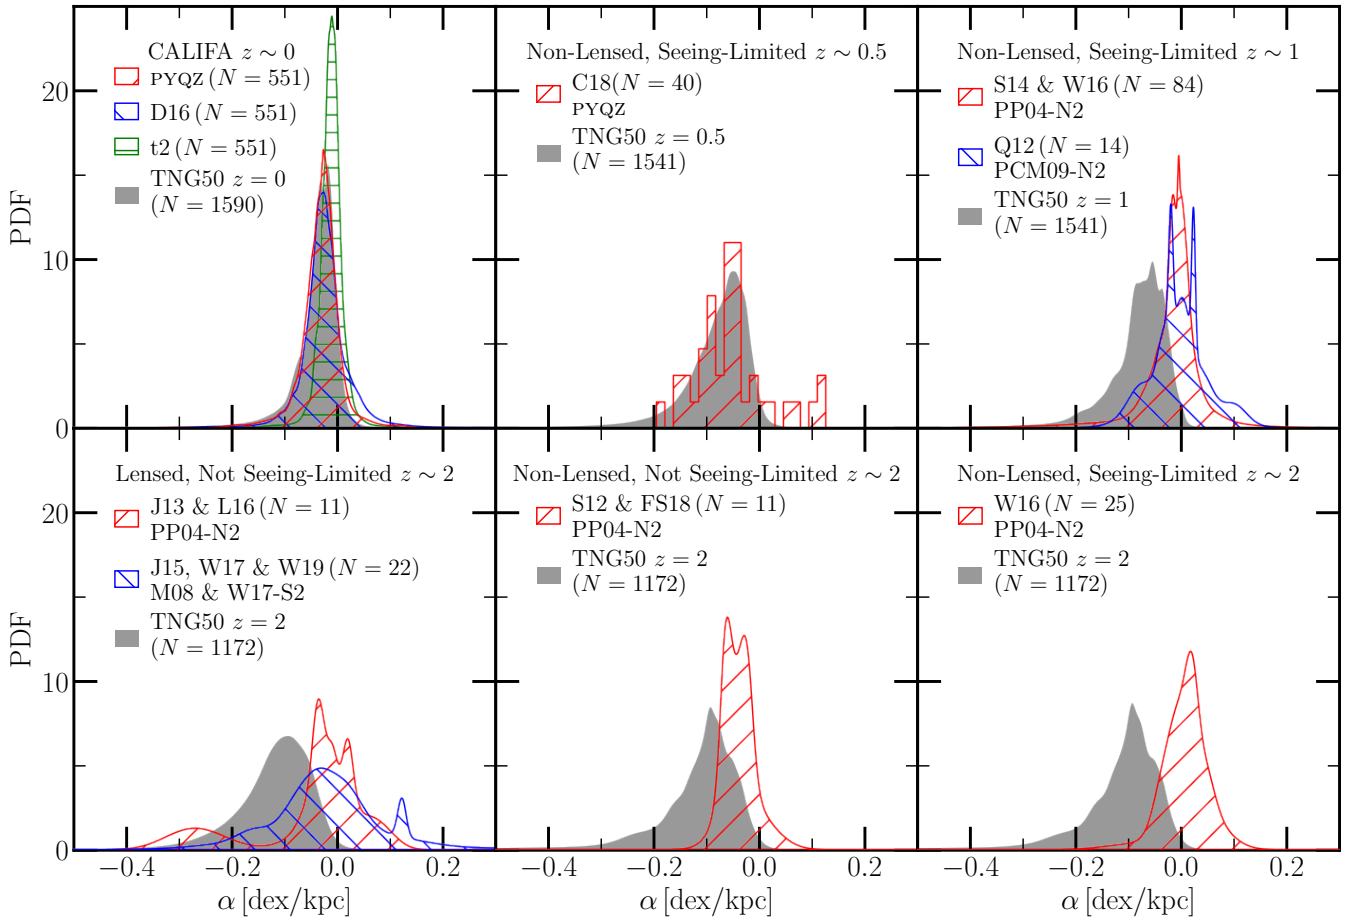 CALIFA z ∼ 0
PYQZ (N = 551)
D16 (N = 551)
t2 (N = 551)
TNG50 z = 0
(N = 1590)
Non-Lensed, Seeing-Limited z ∼ 0.5
C18(N = 40)
PYQZ
TNG50 z = 0.5
(N = 1541)
Non-Lensed, Seeing-Limited z ∼ 1
S14 & W16 (N = 84)
PP04-N2
Q12 (N = 14)
PCM09-N2
TNG50 z = 1
(N = 1541)
PDF
20
10
0
Lensed, Not Seeing-Limited z ∼ 2
J13 & L16 (N = 11)
PP04-N2
J15, W17 & W19 (N = 22)
M08 & W17-S2
TNG50 z = 2
(N = 1172)
Non-Lensed, Not Seeing-Limited z ∼ 2
S12 & FS18 (N = 11)
PP04-N2
TNG50 z = 2
(N = 1172)
Non-Lensed, Seeing-Limited z ∼ 2
W16 (N = 25)
PP04-N2
TNG50 z = 2
(N = 1172)
PDF
20
10
0
−0.4 −0.2 0.0 0.2
−0.4 −0.2 0.0 0.2
−0.4 −0.2 0.0 0.2
α [dex/kpc]
α [dex/kpc]
α [dex/kpc]